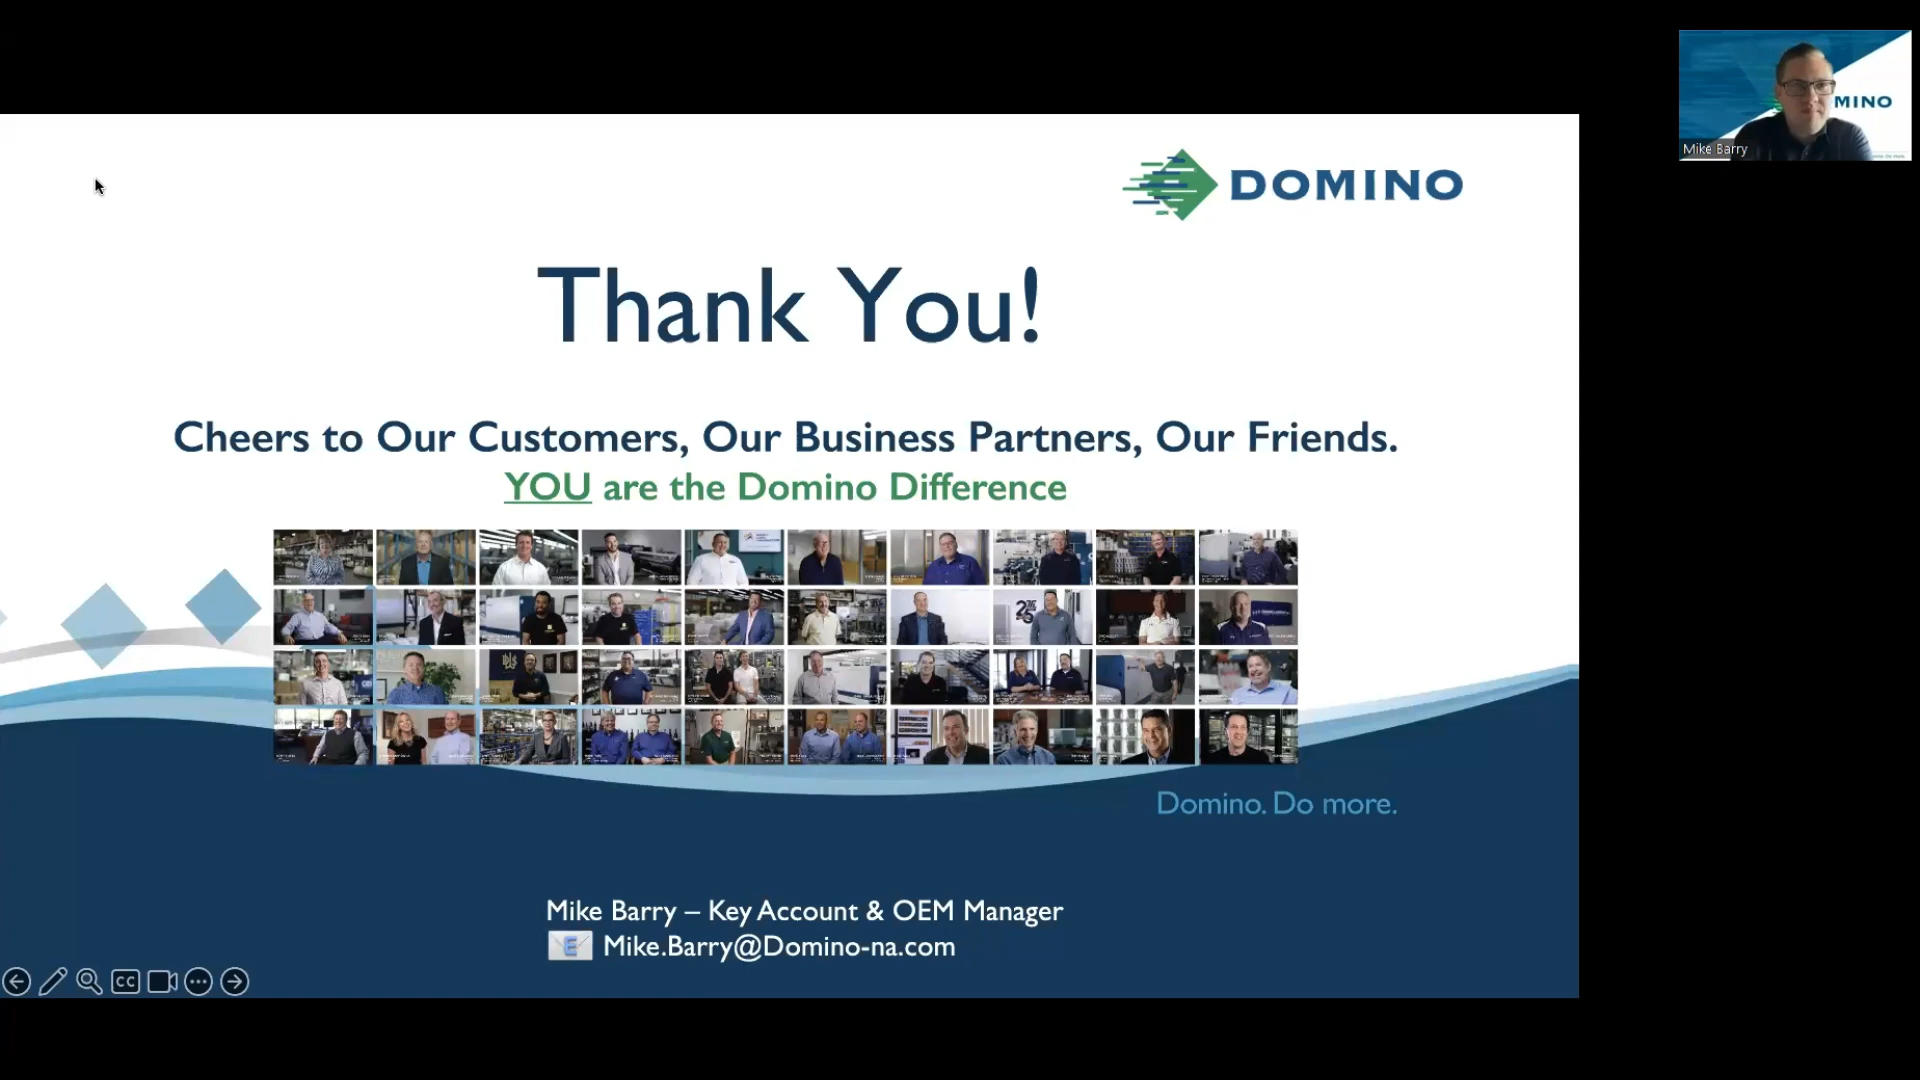 MINO
Mike Barry
DOMINO
Thank You!
Cheers to Our Customers, Our Business Partners, Our Friends.
YOU are the Domino Difference
Domino. Do more.
Mike Barry – Key Account & OEM Manager
Mike.Barry@Domino-na.com
CC